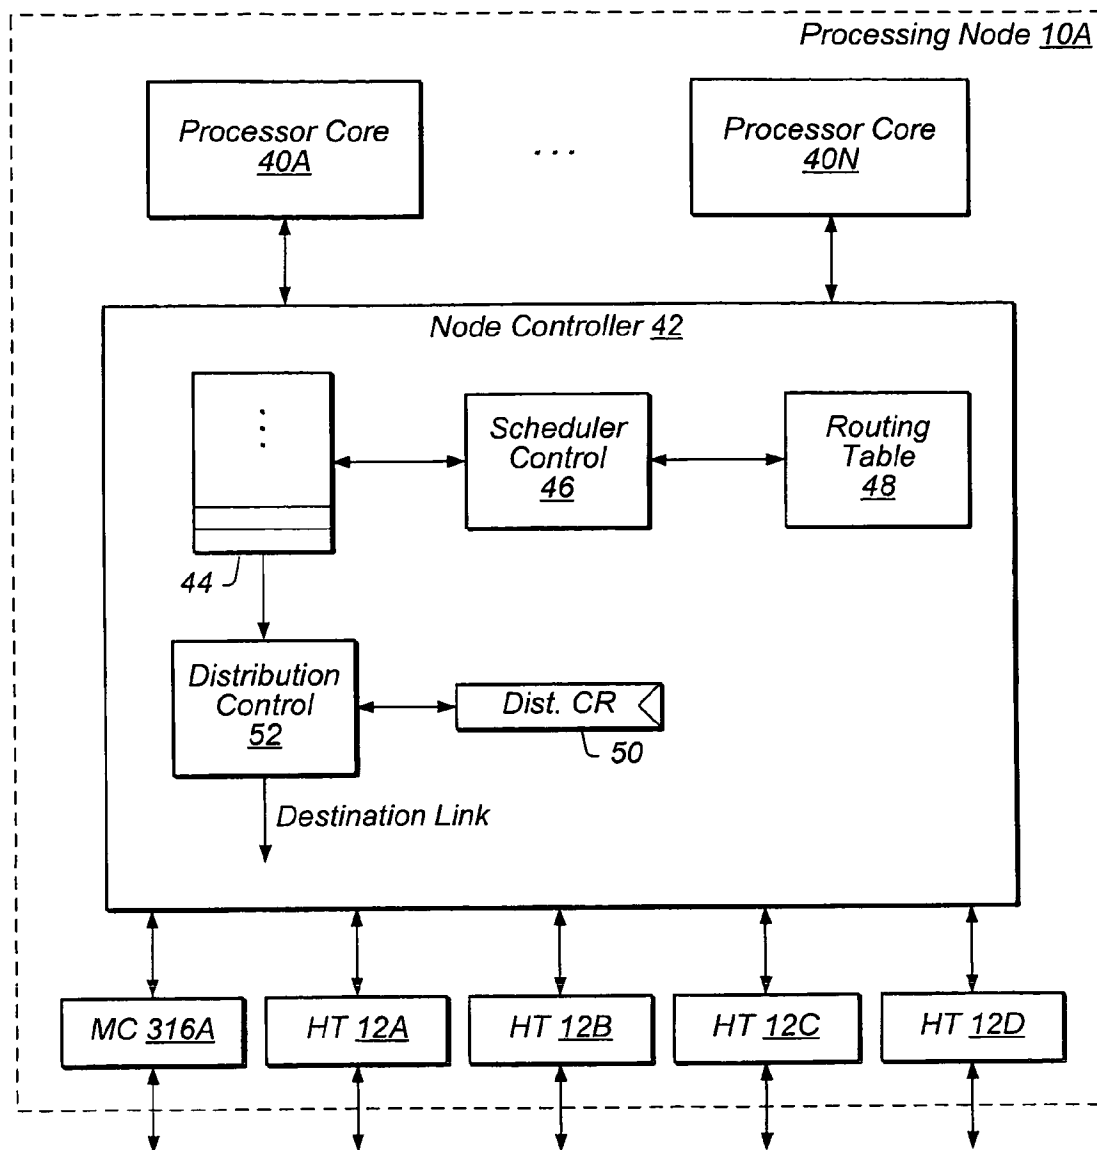 Processing Node 10A
Processor Core
40A
...
Processor Core
40N
Node Controller 42
Scheduler
Control
46
Routing
Table
48
44
Distribution
Control
52
Dist. CR
50
Destination Link
MC 316A
HT 12A
HT 12B
HT 12C
HT 12D